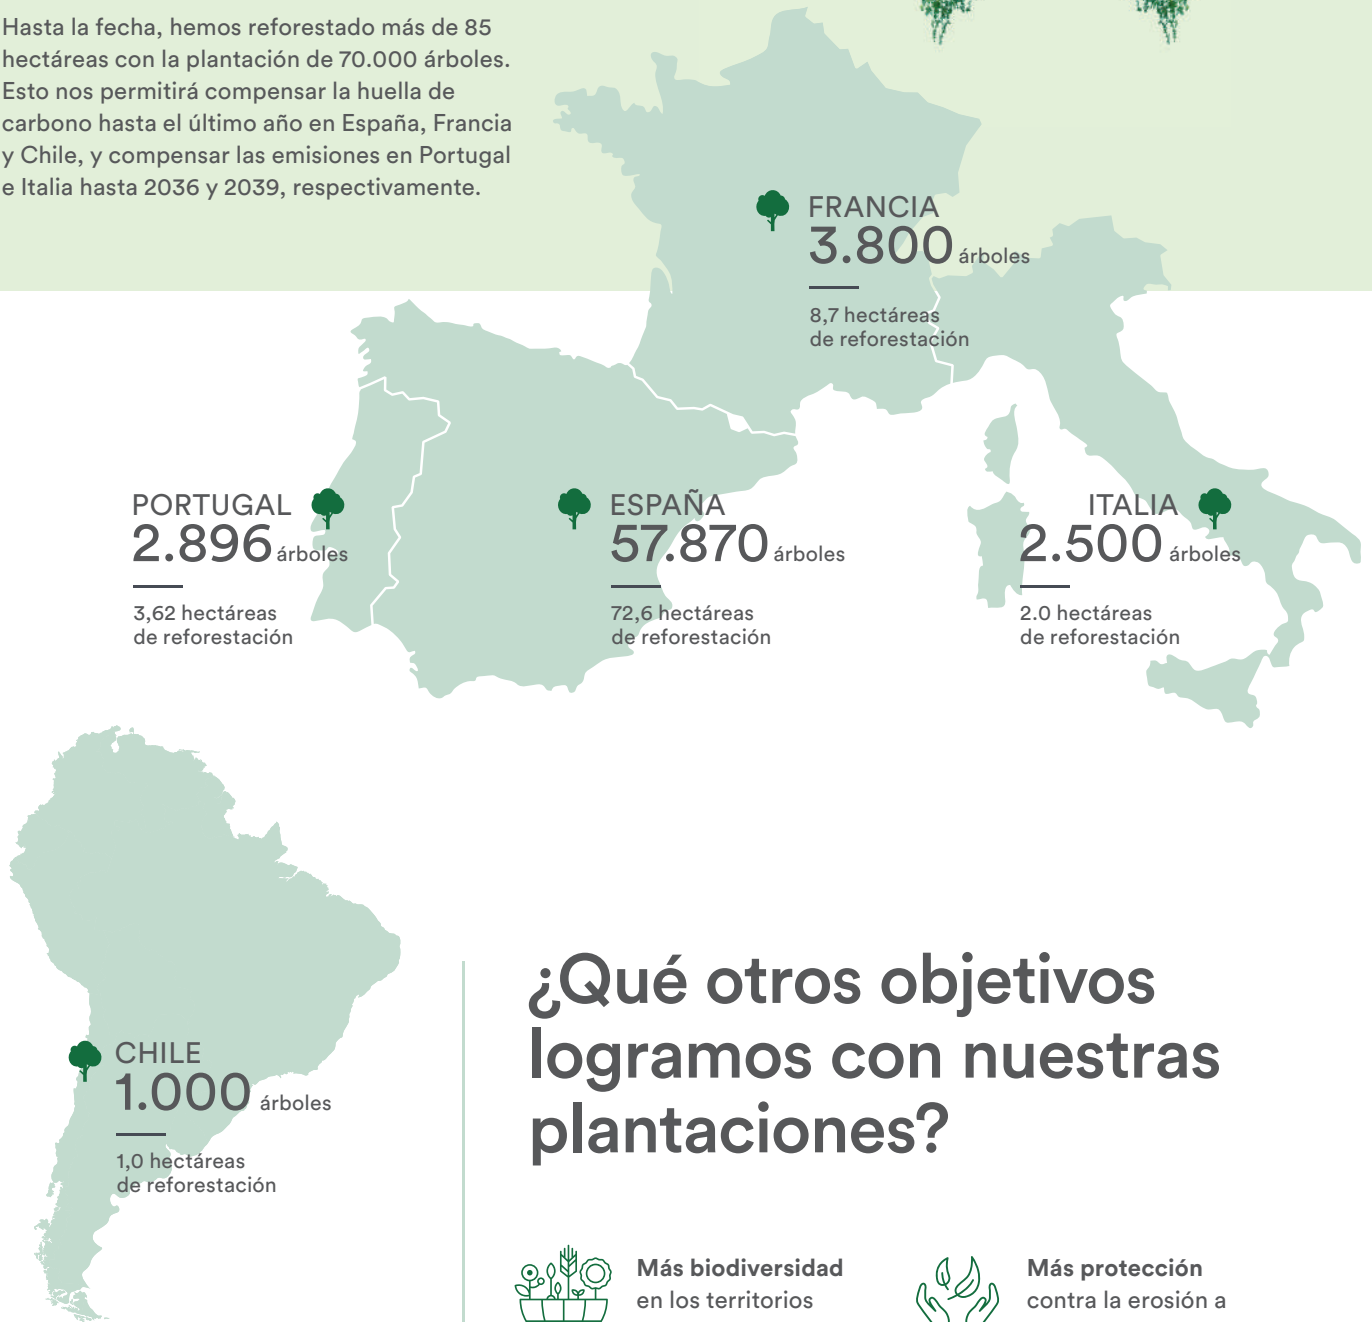 Hasta la fecha, hemos reforestado más de 85
hectáreas con la plantación de 70.000 árboles.
Esto nos permitirá compensar la huella de
carbono hasta el último año en España, Francia
y Chile, y compensar las emisiones en Portugal
e Italia hasta 2036 y 2039, respectivamente.
FRANCIA
3.800 árboles
8,7 hectáreas
de reforestación
PORTUGAL
2.896 árboles
3,62 hectáreas
de reforestación
ESPAÑA
57.870 árboles
72,6 hectáreas
de reforestación
ITALIA
2.500 árboles
2.0 hectáreas
de reforestación
CHILE
1.000 árboles
1,0 hectáreas
de reforestación
¿Qué otros objetivos
logramos con nuestras
plantaciones?
Más biodiversidad
en los territorios
Más protección
contra la erosión a